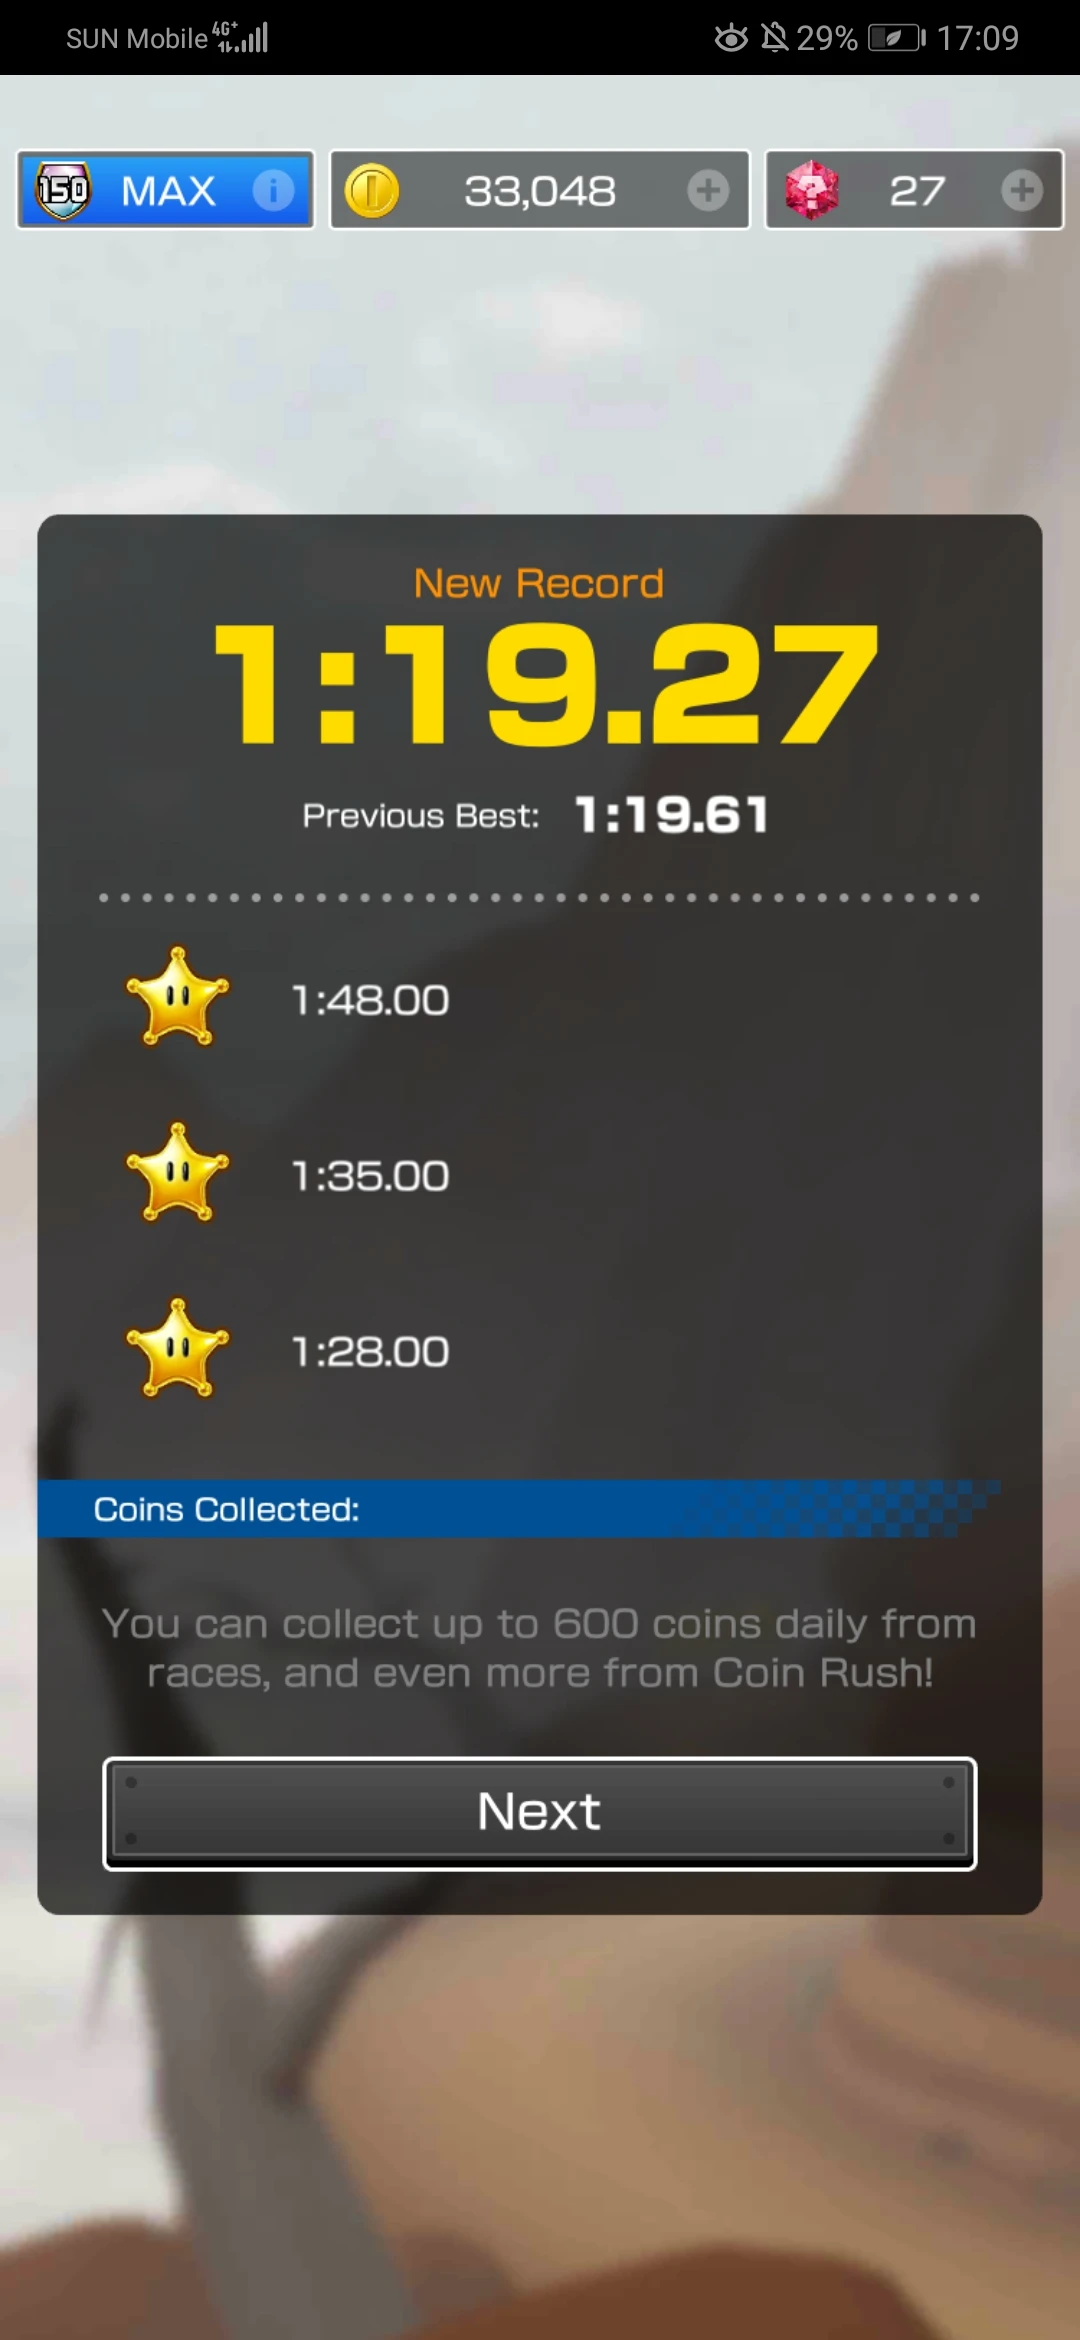 SUN Mobile 4G+ 29% 17:09
150 MAX i 33,048 + 27 +
New Record
1:19.27
Previous Best: 1:19.61
1:48.00
1:35.00
1:28.00
Coins Collected:
You can collect up to 600 coins daily from
races, and even more from Coin Rush!
Next